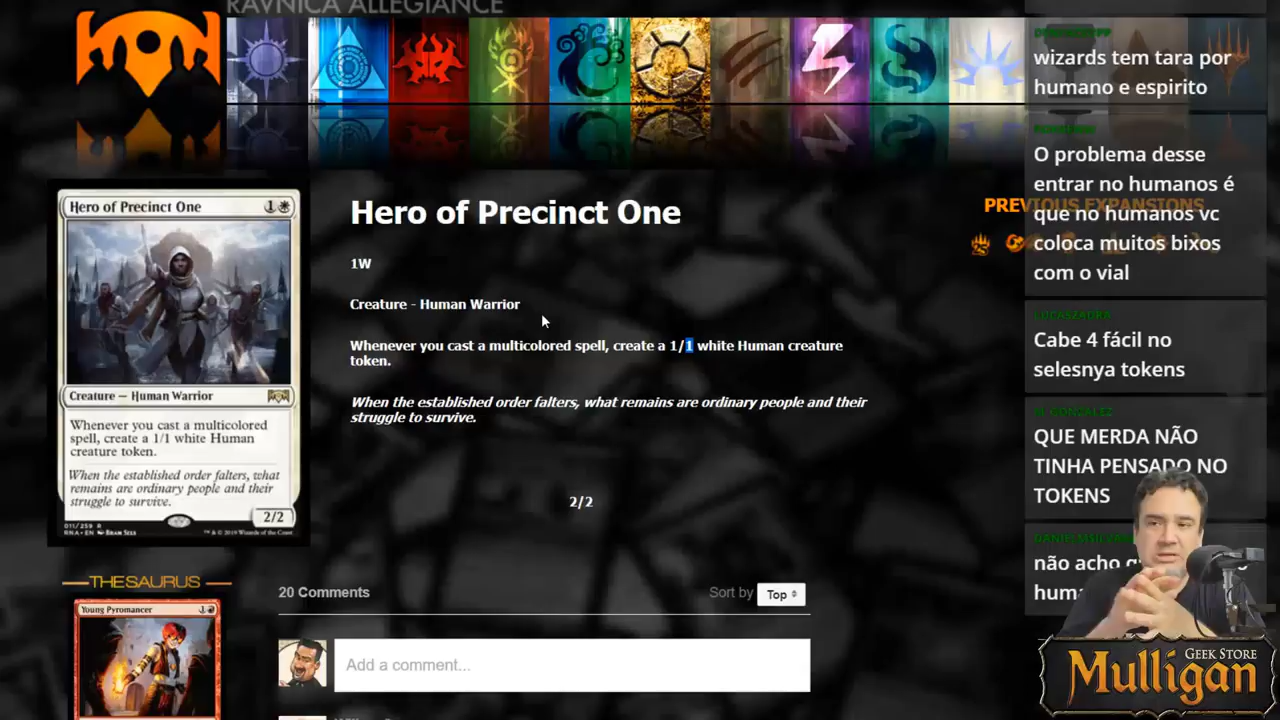 RAVNICA ALLEGIANCE
Hero of Precinct One 1
Creature — Human Warrior
Whenever you cast a multicolored
spell, create a 1/1 white Human
creature token.
When the established order falters, what
remains are ordinary people and their
struggle to survive.
011/259 R
2/2
Hero of Precinct One
1W
Creature - Human Warrior
Whenever you cast a multicolored spell, create a 1/1 white Human creature
token.
When the established order falters, what remains are ordinary people and their
struggle to survive.
2/2
PREVIOUS EXPANSIONS
THESAURUS
Young Pyromancer 1
20 Comments
Sort by Top
Add a comment...
wizards tem tara por
humano e espirito
O problema desse
entrar no humanos é
que no humanos vc
coloca muitos bixos
com o vial
LUCASZADRA
Cabe 4 fácil no
selesnya tokens
QUE MERDA NÃO
TINHA PENSADO NO
TOKENS
não acho
GEEK STORE
Mulligan